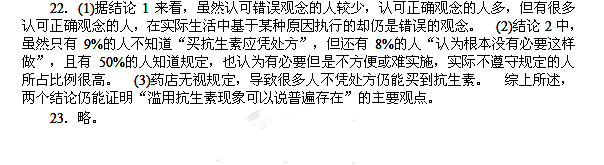 22. (1)据结论 1 来看，虽然认可错误观念的人较少，认可正确观念的人多，但有很多
认可正确观念的人，在实际生活中基于某种原因执行的却仍是错误的观念。 (2)结论 2 中，
虽然只有 9%的人不知道“买抗生素应凭处方”，但还有 8%的人“认为根本没有必要这样
做”，且有 50%的人知道规定，也认为有必要但是不方便或难实施，实际不遵守规定的人
所占比例很高。 (3)药店无视规定，导致很多人不凭处方仍能买到抗生素。 综上所述，
两个结论仍能证明“滥用抗生素现象可以说普遍存在”的主要观点。
23. 略。